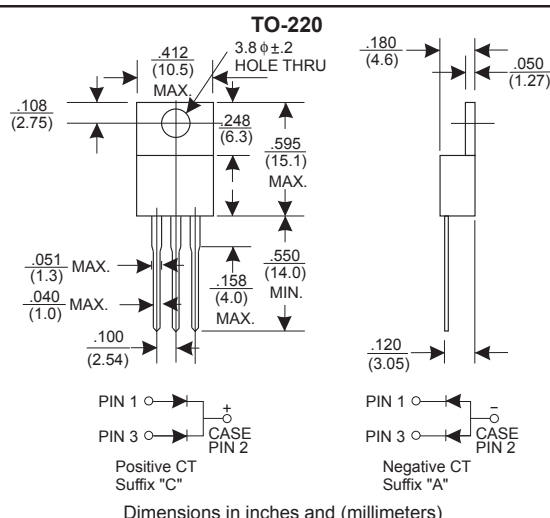 TO-220
.412
(10.5)
MAX.
3.8 ϕ±.2
HOLE THRU
.180
(4.6)
.050
(1.27)
.108
(2.75)
.248
(6.3)
.595
(15.1)
MAX.
.051
(1.3) MAX.
.040
(1.0) MAX.
.158
(4.0)
MAX.
.550
(14.0)
MIN.
.100
(2.54)
.120
(3.05)
PIN 1
+
PIN 3
CASE
PIN 2
Positive CT
Suffix "C"
PIN 1
−
PIN 3
CASE
PIN 2
Negative CT
Suffix "A"
Dimensions in inches and (millimeters)